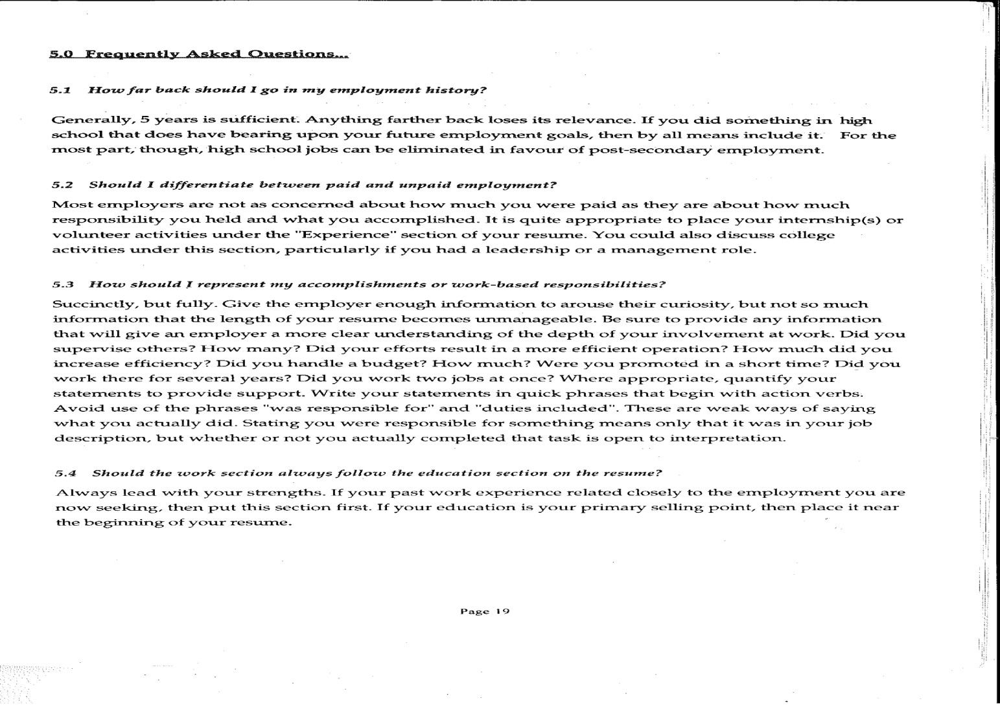 5.0 Frequently Asked Questions...
5.1 How far back should I go in my employment history?
Generally, 5 years is sufficient. Anything farther back loses its relevance. If you did something in high
school that does have bearing upon your future employment goals, then by all means include it. For the
most part, though, high school jobs can be eliminated in favour of post-secondary employment.
5.2 Should I differentiate between paid and unpaid employment?
Most employers are not as concerned about how much you were paid as they are about how much
responsibility you held and what you accomplished. It is quite appropriate to place your internship(s) or
volunteer activities under the "Experience" section of your resume. You could also discuss college
activities under this section, particularly if you had a leadership or a management role.
5.3 How should I represent my accomplishments or work-based responsibilities?
Succinctly, but fully. Give the employer enough information to arouse their curiosity, but not so much
information that the length of your resume becomes unmanageable. Be sure to provide any information
that will give an employer a more clear understanding of the depth of your involvement at work. Did you
supervise others? How many? Did your efforts result in a more efficient operation? How much did you
increase efficiency? Did you handle a budget? How much? Were you promoted in a short time? Did you
work there for several years? Did you work two jobs at once? Where appropriate, quantify your
statements to provide support. Write your statements in quick phrases that begin with action verbs.
Avoid use of the phrases "was responsible for" and "duties included". These are weak ways of saying
what you actually did. Stating you were responsible for something means only that it was in your job
description, but whether or not you actually completed that task is open to interpretation.
5.4 Should the work section always follow the education section on the resume?
Always lead with your strengths. If your past work experience related closely to the employment you are
now seeking, then put this section first. If your education is your primary selling point, then place it near
the beginning of your resume.
Page 19